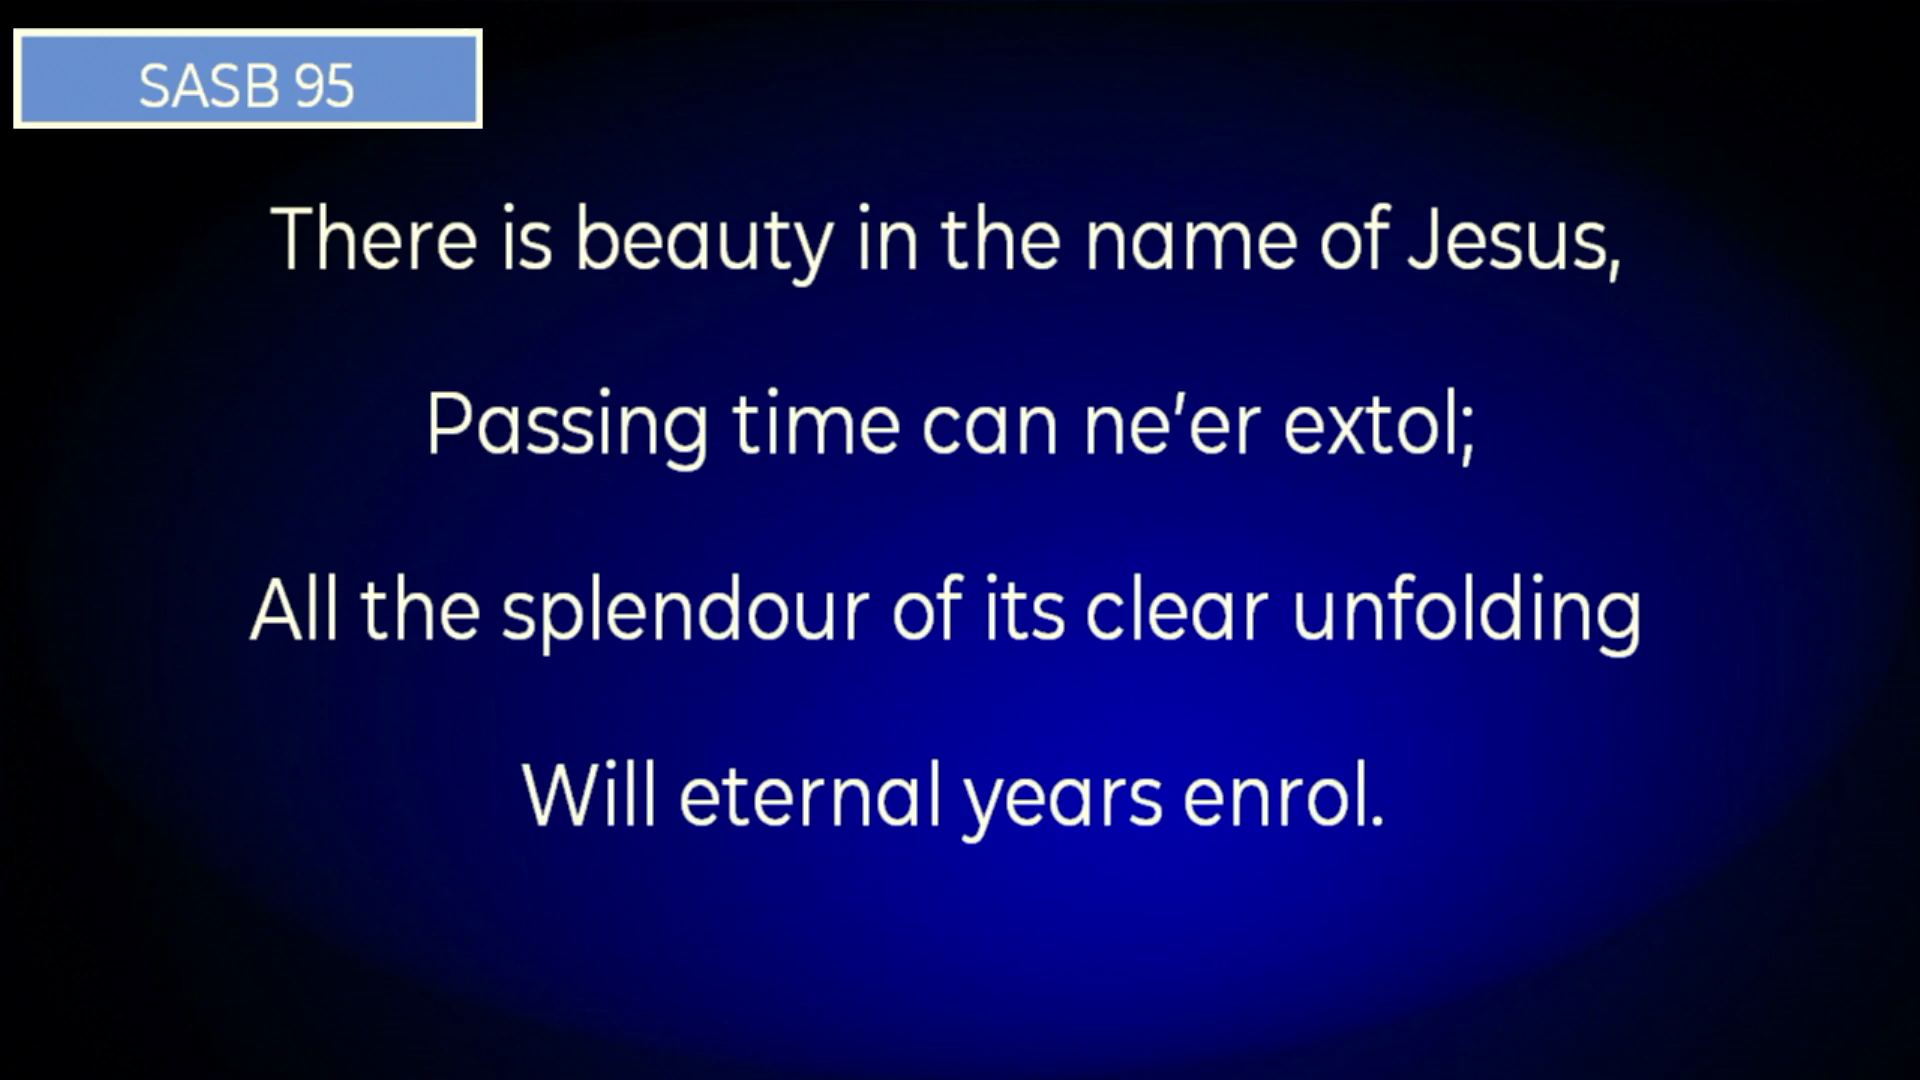 SASB 95
There is beauty in the name of Jesus,
Passing time can ne’er extol;
All the splendour of its clear unfolding
Will eternal years enrol.